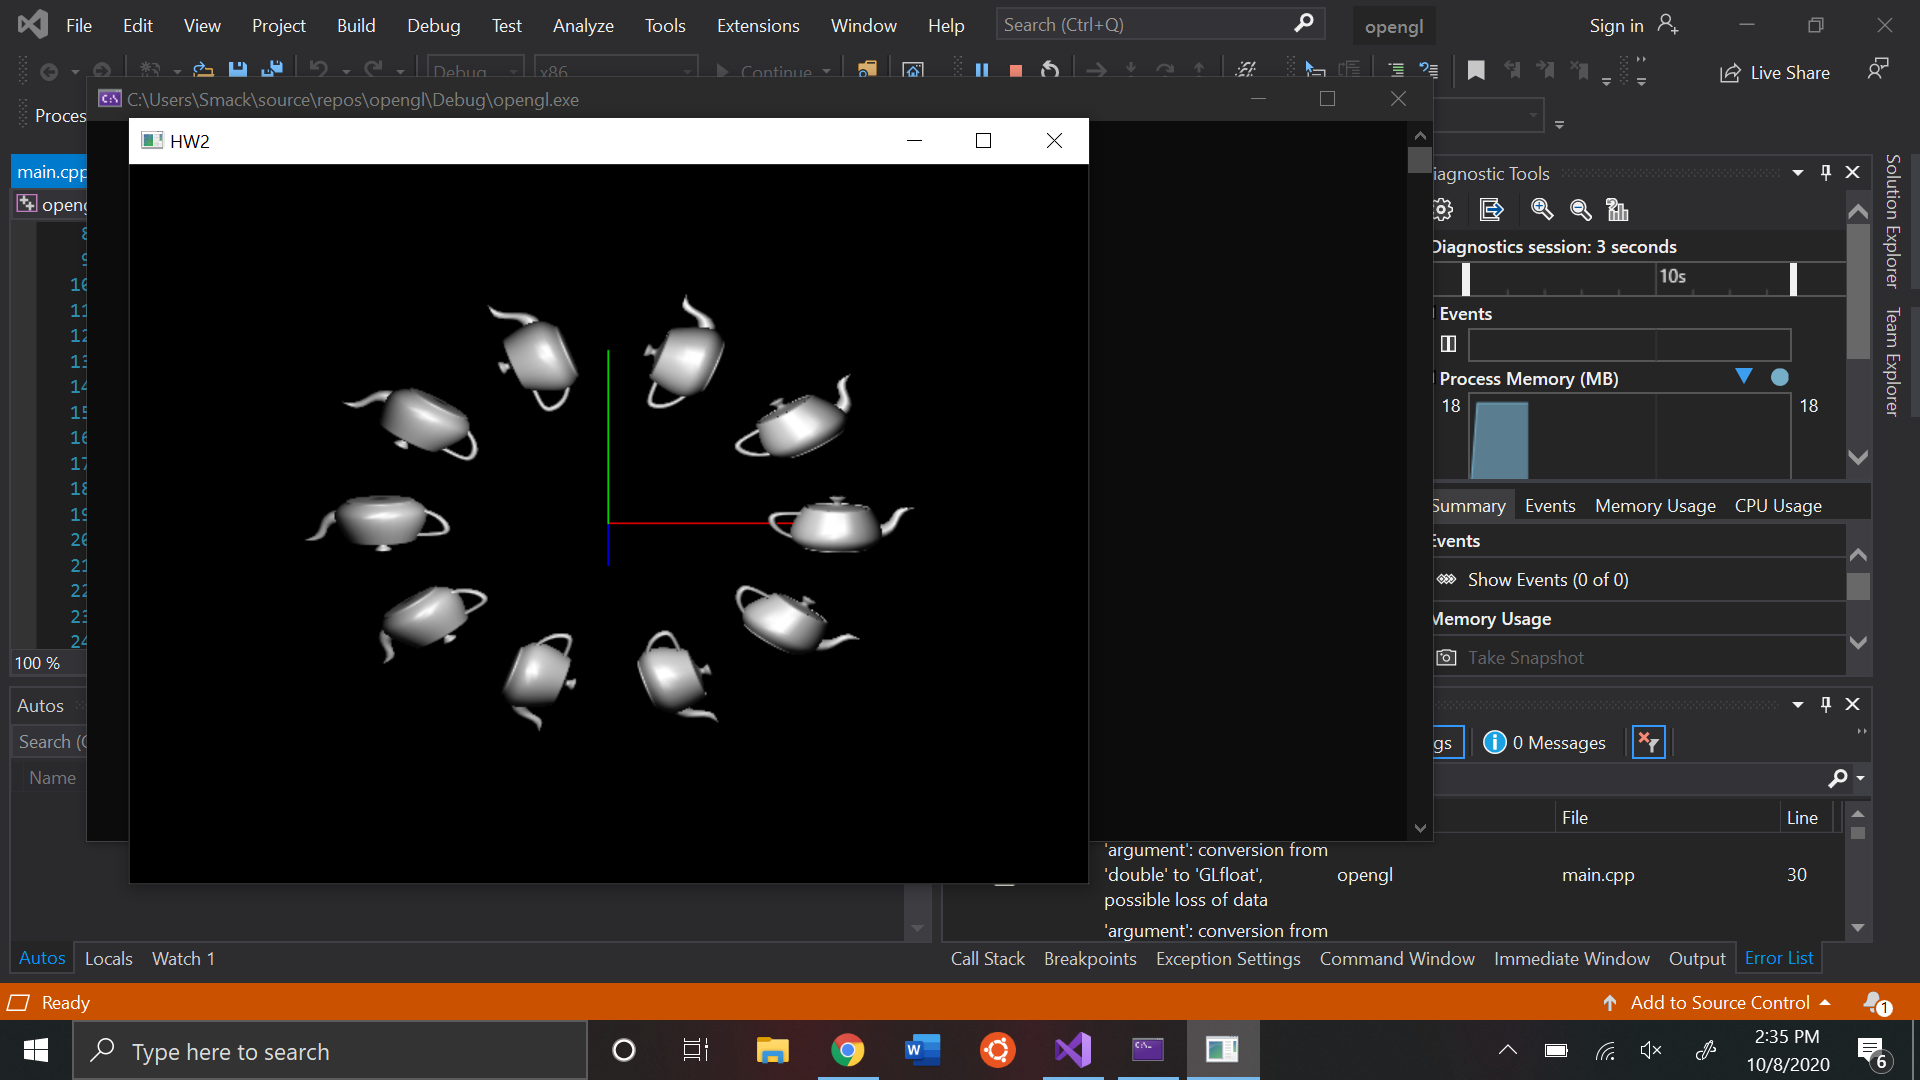 File Edit View Project Build Debug Test Analyze Tools Extensions Window Help Search (Ctrl+Q) opengl Sign in
Debug x86 Continue Live Share
C:\Users\Smack\source\repos\opengl\Debug\opengl.exe
Proces
HW2
main.cpp
iagnostic Tools
openg
Diagnostics session: 3 seconds
10s
Events
Process Memory (MB)
18 18
Summary Events Memory Usage CPU Usage
Events
Show Events (0 of 0)
Memory Usage
Take Snapshot
8
9
10
11
12
13
14
15
16
17
18
19
20
21
22
23
24
100 %
Solution Explorer
Team Explorer
Autos
Search (C
Name
gs 0 Messages
File Line
'argument': conversion from
'double' to 'GLfloat', opengl main.cpp 30
possible loss of data
'argument': conversion from
Autos Locals Watch 1
Call Stack Breakpoints Exception Settings Command Window Immediate Window Output Error List
Ready Add to Source Control 1
Type here to search
2:35 PM
10/8/2020
6